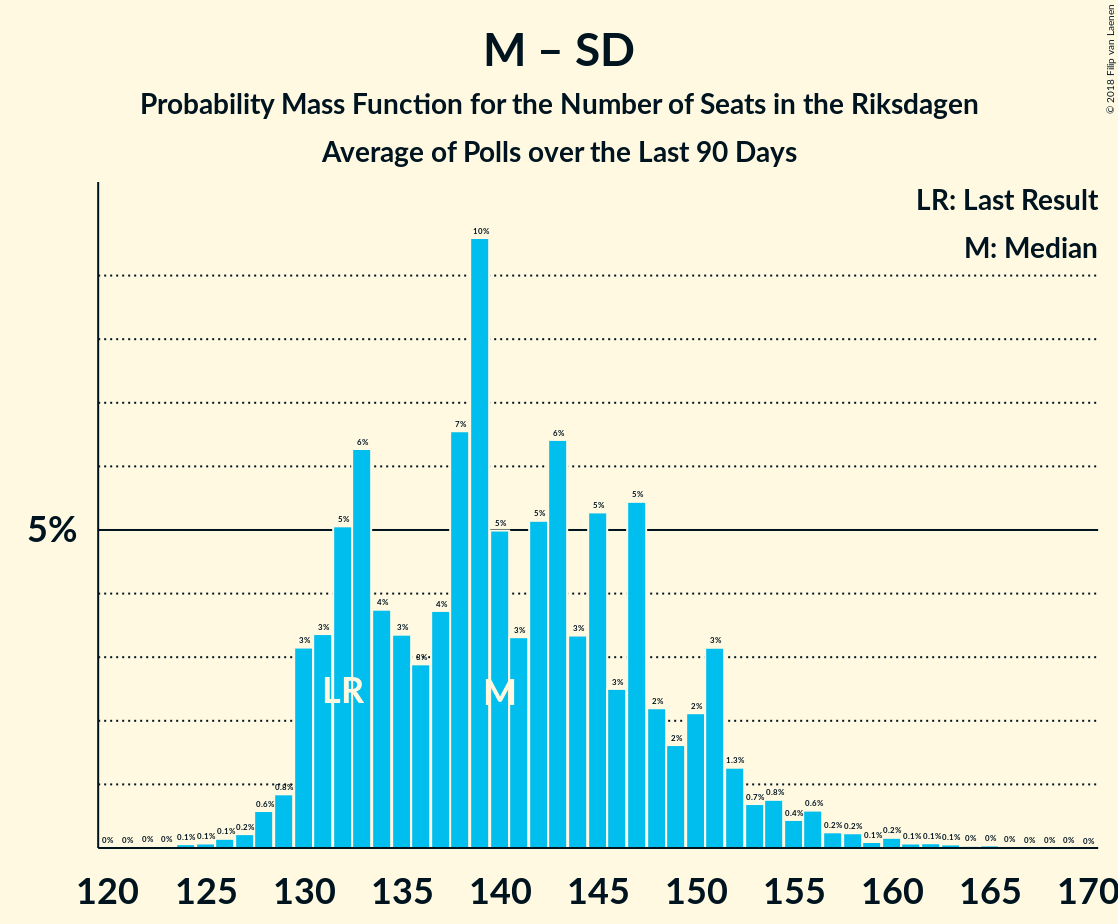 M – SD
Probability Mass Function for the Number of Seats in the Riksdagen
Average of Polls over the Last 90 Days
© 2018 Filip van Laenen
LR: Last Result
M: Median
5%
0% 0% 0% 0% 0.1% 0.1% 0.1% 0.2% 0.6% 0.8% 3% 3% 5% 6% 4% 3% 3% 4% 7% 10% 5% 3% 5% 6% 3% 5% 3% 5% 2% 2% 2% 3% 1.3% 0.7% 0.8% 0.4% 0.6% 0.2% 0.2% 0.1% 0.2% 0.1% 0.1% 0.1% 0% 0% 0% 0% 0% 0% 0%
LR M
120 125 130 135 140 145 150 155 160 165 170